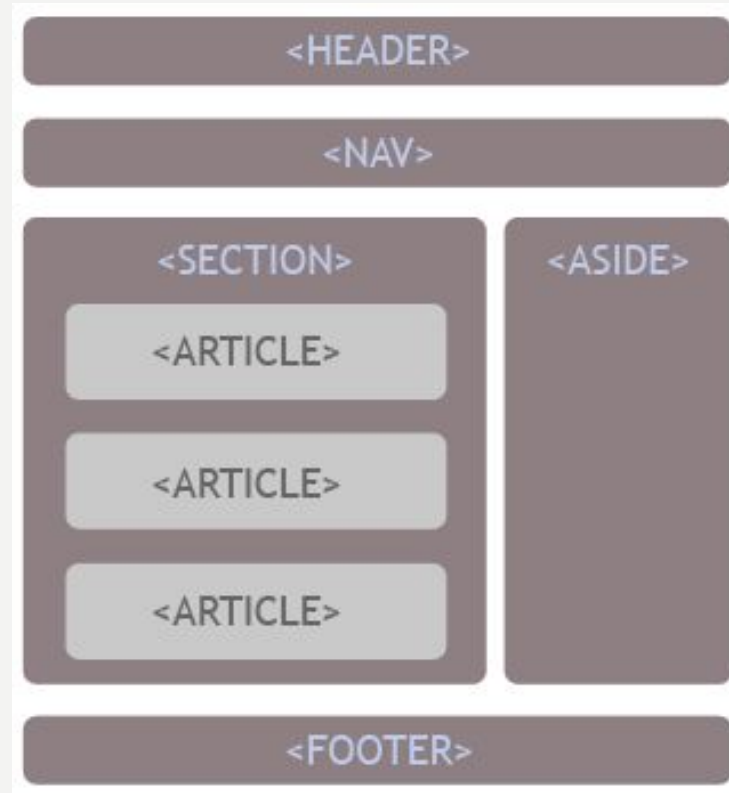 <HEADER>
<NAV>
<SECTION>
<ARTICLE>
<ARTICLE>
<ARTICLE>
<ASIDE>
<FOOTER>